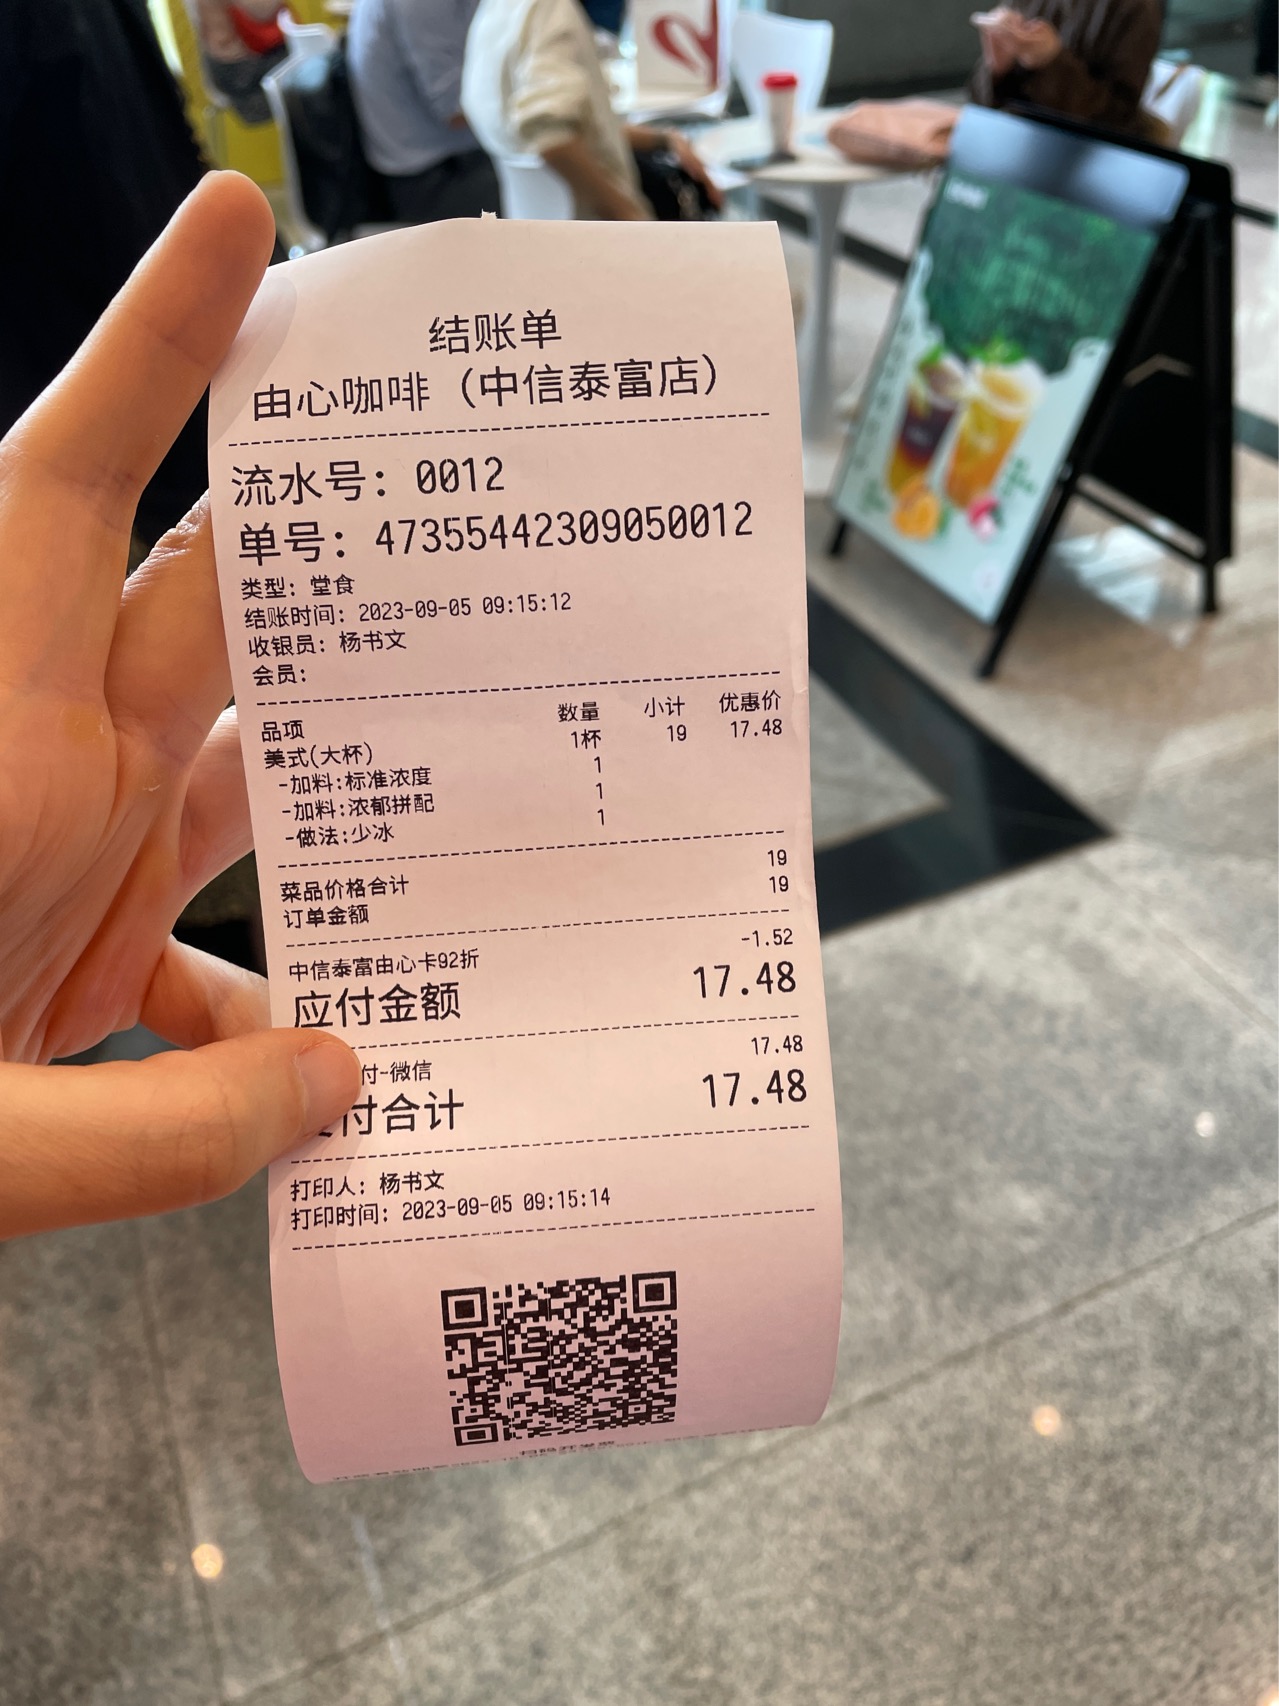 结账单
由心咖啡（中信泰富店）
流水号：0012
单号：47355442309050012
类型：堂食
结账时间：2023-09-05 09:15:12
收银员：杨书文
会员：
品项 数量 小计 优惠价
美式(大杯) 1杯 19 17.48
-加料:标准浓度 1
-加料:浓郁拼配 1
-做法:少冰 1
菜品价格合计 19
订单金额 19
中信泰富由心卡92折 -1.52
应付金额 17.48
付-微信 17.48
付合计 17.48
打印人：杨书文
打印时间：2023-09-05 09:15:14
扫码开发票